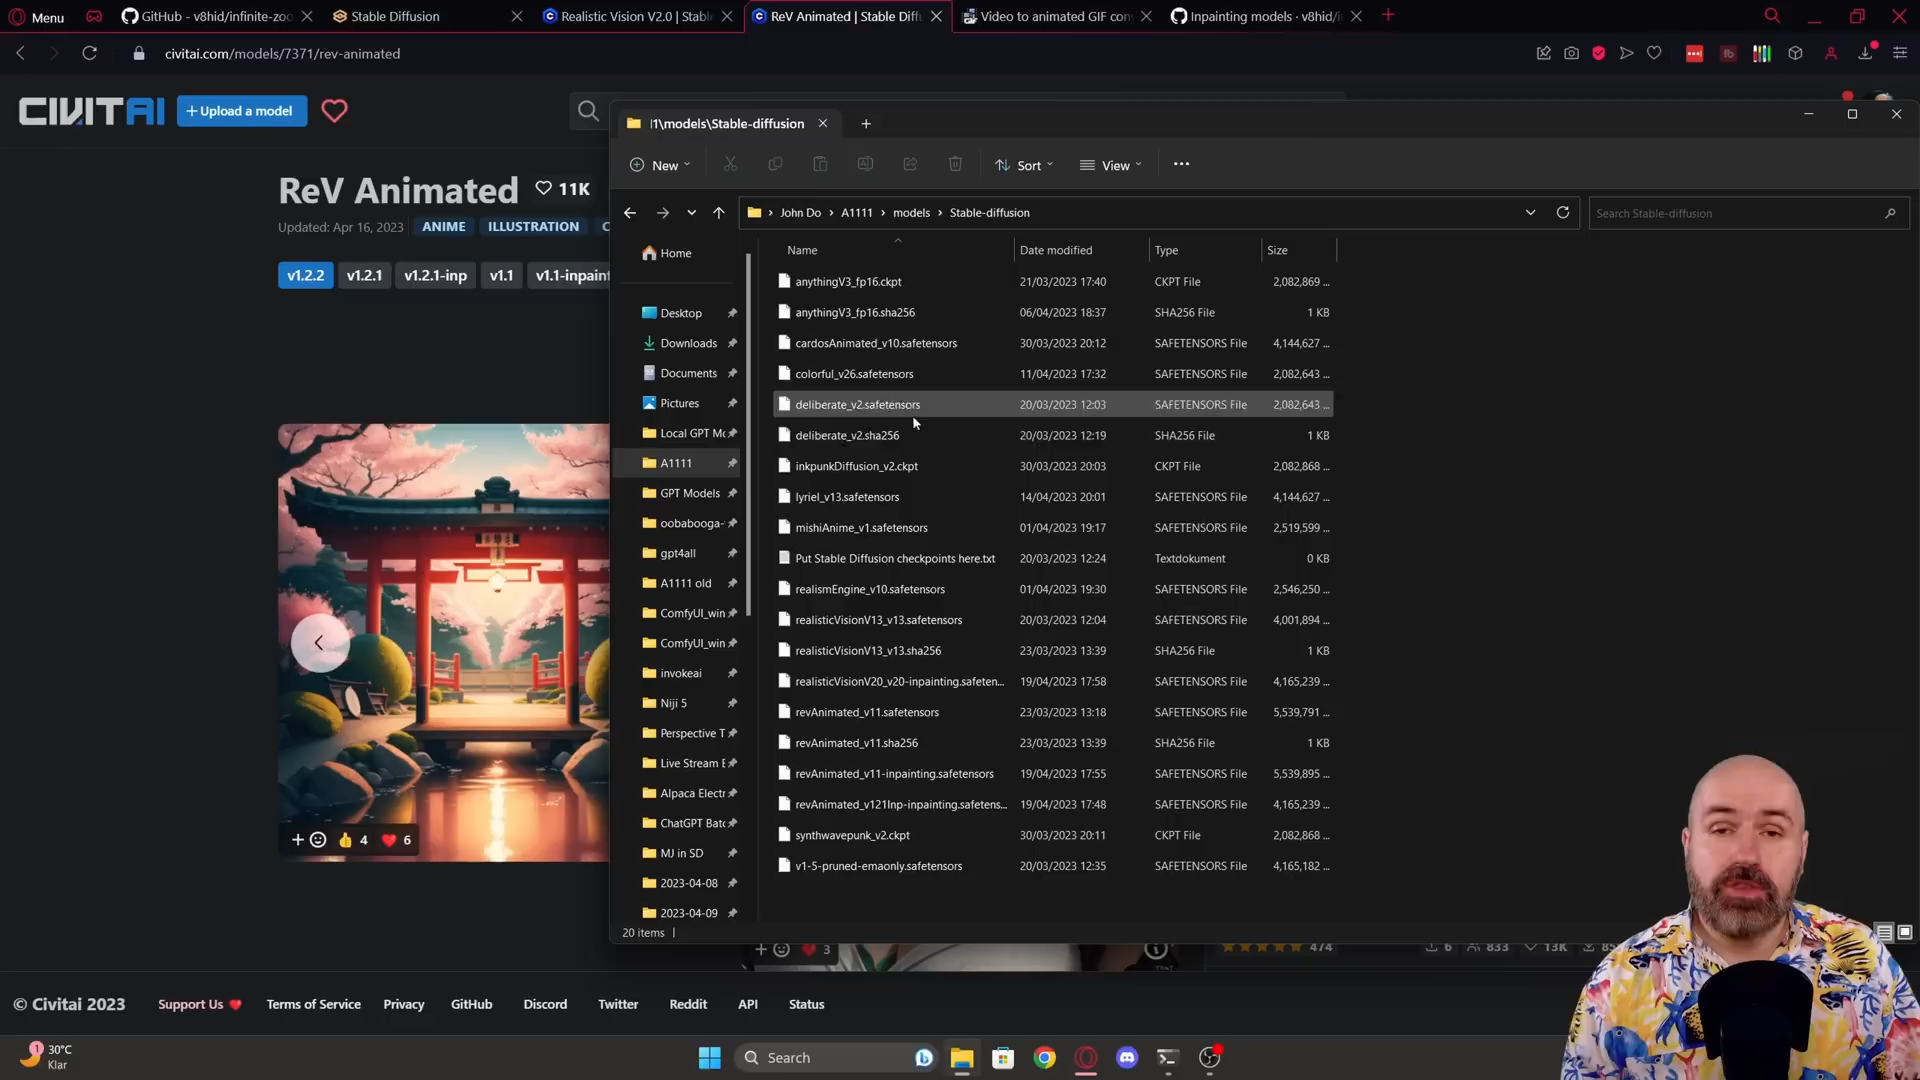 Menu
GitHub - v8hid/infinite-zoo
Stable Diffusion
Realistic Vision V2.0 | Stable
ReV Animated | Stable Diff
Video to animated GIF con
Inpainting models · v8hid/i
civitai.com/models/7371/rev-animated
CIVITAI
+ Upload a model
ReV Animated
11K
Updated: Apr 16, 2023
ANIME
ILLUSTRATION
C
v1.2.2
v1.2.1
v1.2.1-inp
v1.1
v1.1-inpaint
+
4
6
l1\models\Stable-diffusion
New
Sort
View
John Do
A1111
models
Stable-diffusion
Search Stable-diffusion
Home
Desktop
Downloads
Documents
Pictures
Local GPT Mc
A1111
GPT Models
oobabooga-
gpt4all
A1111 old
ComfyUI_win
ComfyUI_win
invokeai
Niji 5
Perspective T
Live Stream E
Alpaca Electr
ChatGPT Batc
MJ in SD
2023-04-08
2023-04-09
Name Date modified Type Size
anythingV3_fp16.ckpt 21/03/2023 17:40 CKPT File 2,082,869 ...
anythingV3_fp16.sha256 06/04/2023 18:37 SHA256 File 1 KB
cardosAnimated_v10.safetensors 30/03/2023 20:12 SAFETENSORS File 4,144,627 ...
colorful_v26.safetensors 11/04/2023 17:32 SAFETENSORS File 2,082,643 ...
deliberate_v2.safetensors 20/03/2023 12:03 SAFETENSORS File 2,082,643 ...
deliberate_v2.sha256 20/03/2023 12:19 SHA256 File 1 KB
inkpunkDiffusion_v2.ckpt 30/03/2023 20:03 CKPT File 2,082,868 ...
lyriel_v13.safetensors 14/04/2023 20:01 SAFETENSORS File 4,144,627 ...
mishiAnime_v1.safetensors 01/04/2023 19:17 SAFETENSORS File 2,519,599 ...
Put Stable Diffusion checkpoints here.txt 20/03/2023 12:24 Textdokument 0 KB
realismEngine_v10.safetensors 01/04/2023 19:30 SAFETENSORS File 2,546,250 ...
realisticVisionV13_v13.safetensors 20/03/2023 12:04 SAFETENSORS File 4,001,894 ...
realisticVisionV13_v13.sha256 23/03/2023 13:39 SHA256 File 1 KB
realisticVisionV20_v20-inpainting.safeten... 19/04/2023 17:58 SAFETENSORS File 4,165,239 ...
revAnimated_v11.safetensors 23/03/2023 13:18 SAFETENSORS File 5,539,791 ...
revAnimated_v11.sha256 23/03/2023 13:39 SHA256 File 1 KB
revAnimated_v11-inpainting.safetensors 19/04/2023 17:55 SAFETENSORS File 5,539,895 ...
revAnimated_v121Inp-inpainting.safetens... 19/04/2023 17:48 SAFETENSORS File 4,165,239 ...
synthwavepunk_v2.ckpt 30/03/2023 20:11 CKPT File 2,082,868 ...
v1-5-pruned-emaonly.safetensors 20/03/2023 12:35 SAFETENSORS File 4,165,182 ...
20 items
+
3
474
6
833
13K
© Civitai 2023
Support Us
Terms of Service
Privacy
GitHub
Discord
Twitter
Reddit
API
Status
1
30°C
Klar
Search